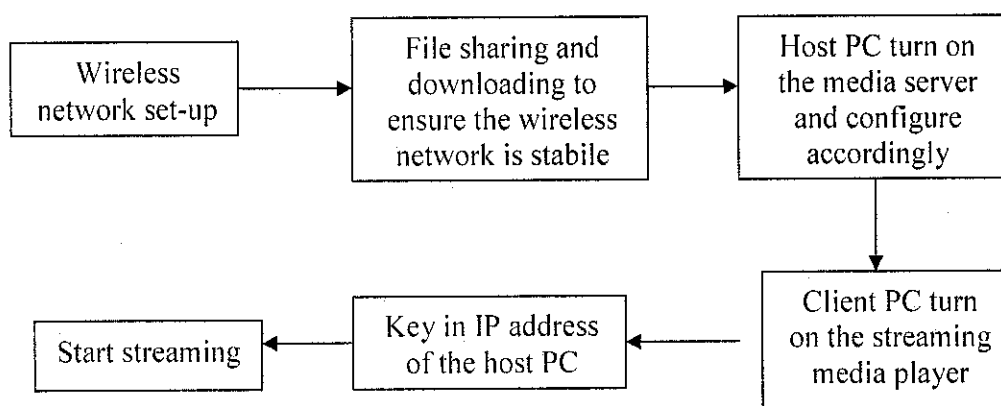 Wireless
network set-up
File sharing and
downloading to
ensure the wireless
network is stabile
Host PC turn on
the media server
and configure
accordingly
Client PC turn
on the streaming
media player
Key in IP address
of the host PC
Start streaming